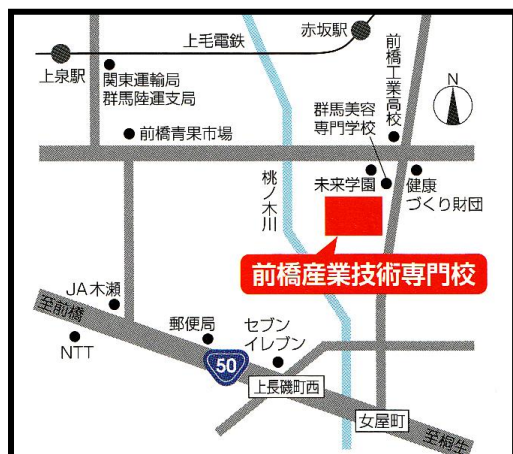 赤坂駅
上毛電鉄
上泉駅
関東運輸局
群馬陸運支局
前橋工業高校
N
群馬美容
専門学校
前橋青果市場
桃ノ木川
未来学園
健康
づくり財団
前橋産業技術専門校
JA木瀬
至前橋
郵便局
セブン
イレブン
NTT
50
上長磯町西
女屋町
至桐生